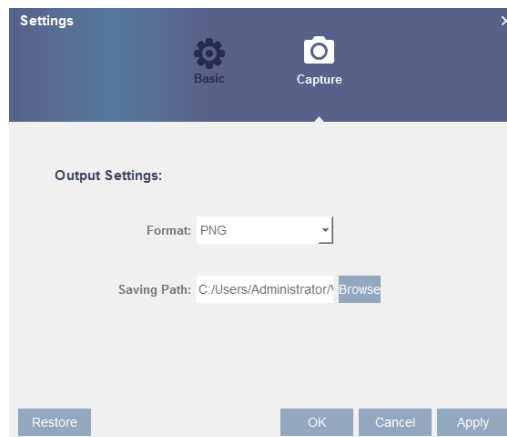 Settings
Basic
Capture
Output Settings:
Format: PNG
Saving Path: C:/Users/Administrator/ Browse
Restore OK Cancel Apply